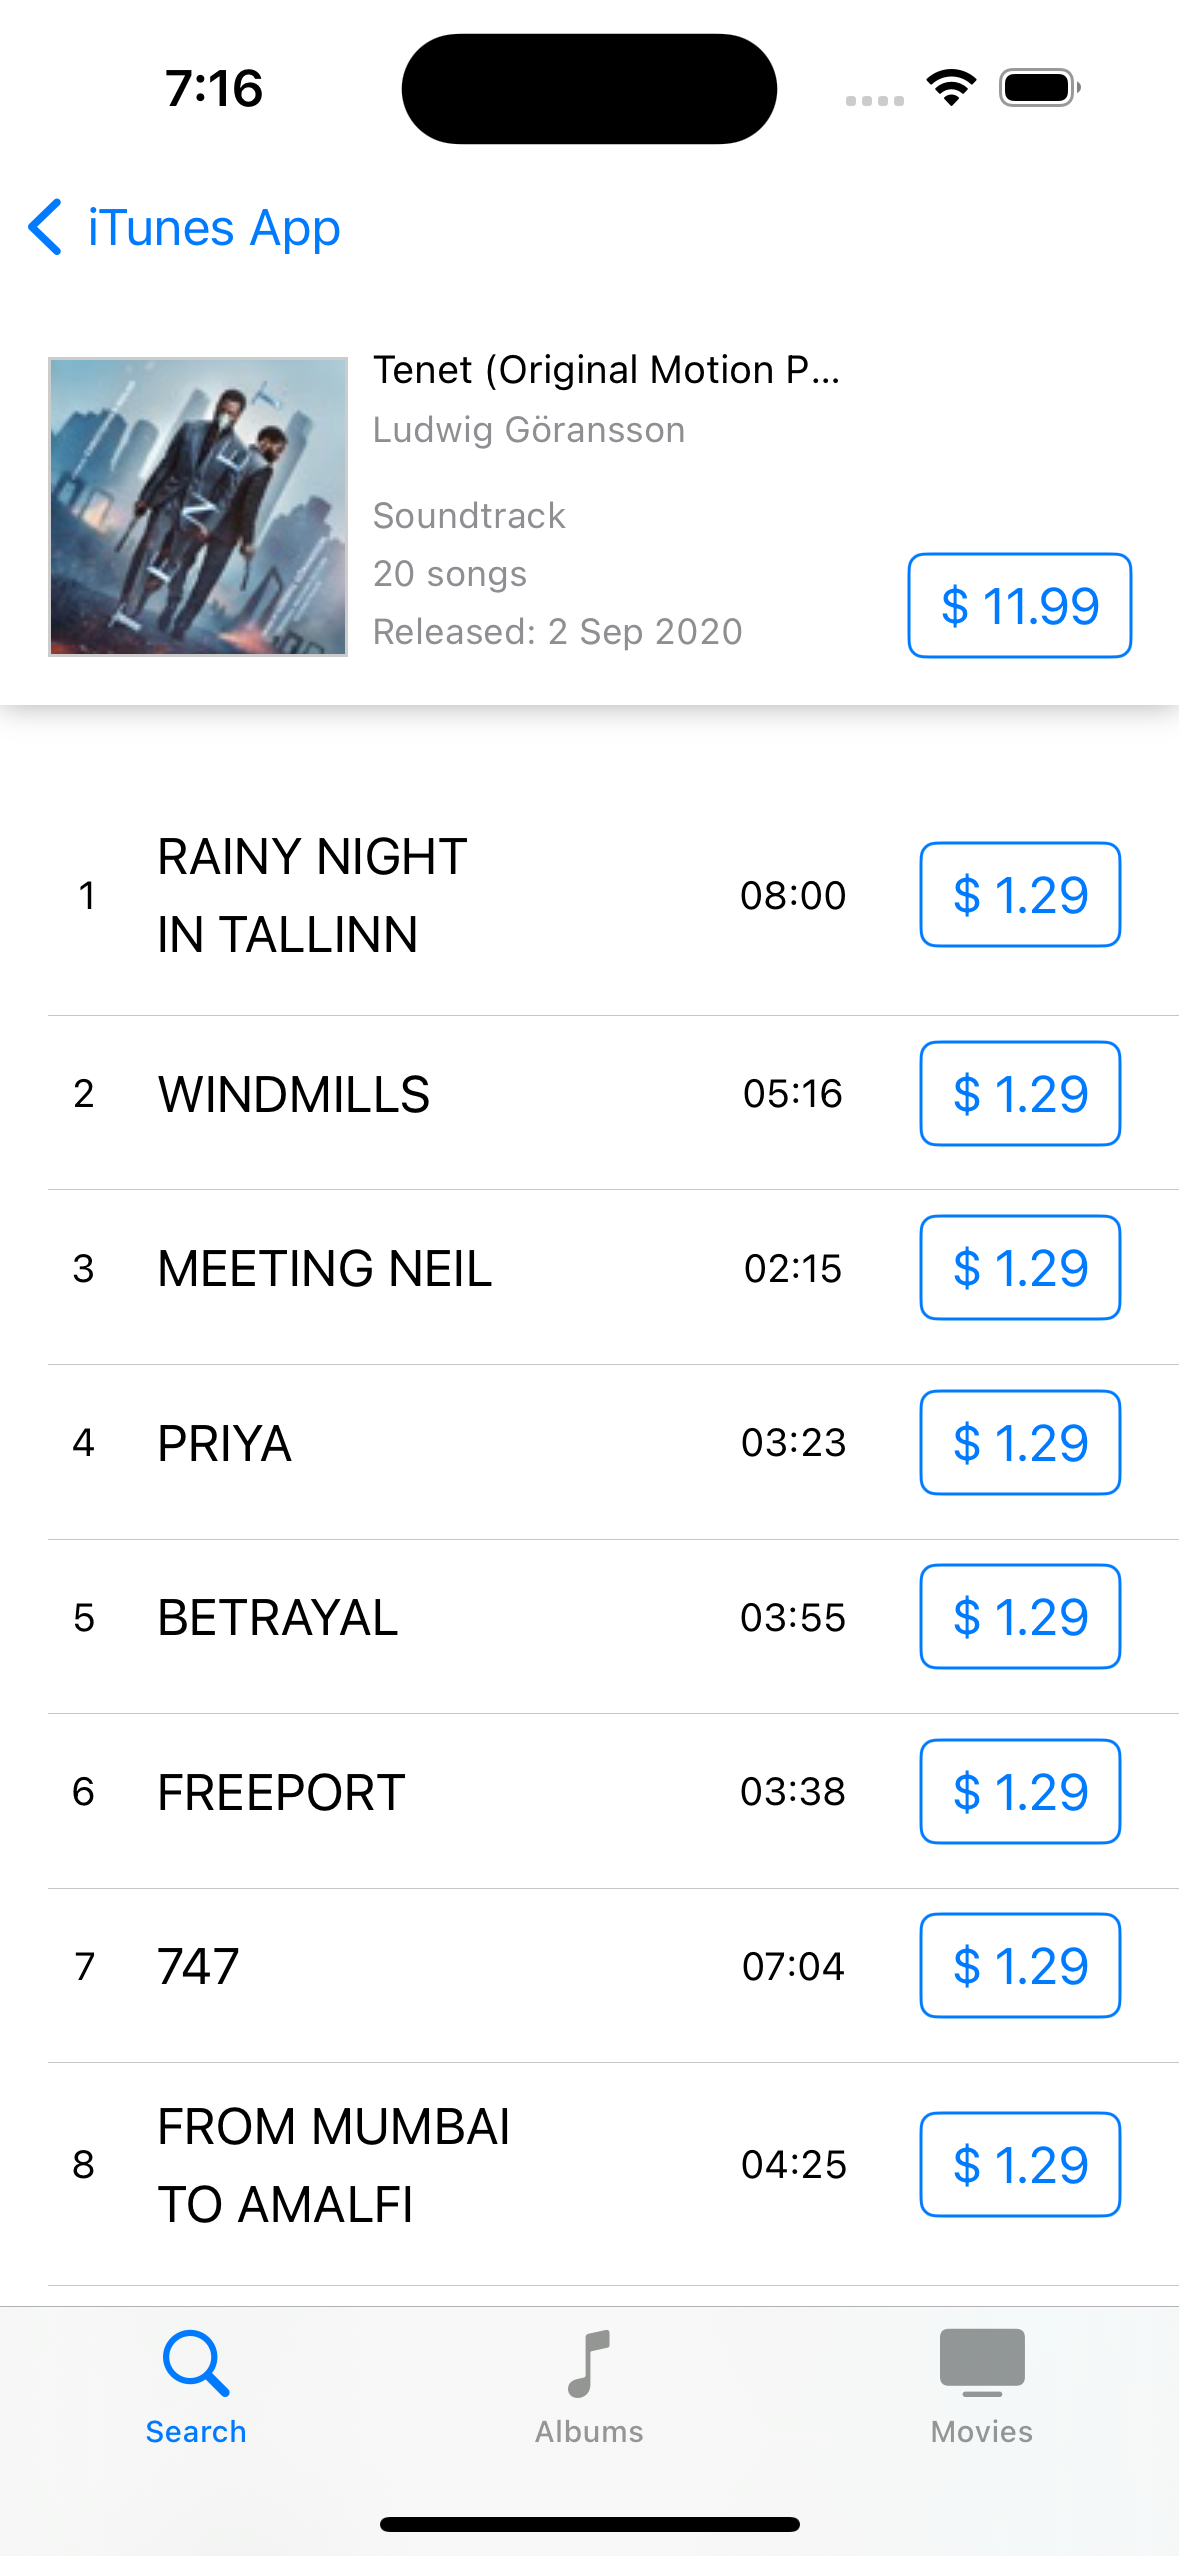 7:16
iTunes App
Tenet (Original Motion P...
Ludwig Göransson
Soundtrack
20 songs
Released: 2 Sep 2020
$ 11.99
TENET
1 RAINY NIGHT IN TALLINN 08:00 $ 1.29
2 WINDMILLS 05:16 $ 1.29
3 MEETING NEIL 02:15 $ 1.29
4 PRIYA 03:23 $ 1.29
5 BETRAYAL 03:55 $ 1.29
6 FREEPORT 03:38 $ 1.29
7 747 07:04 $ 1.29
8 FROM MUMBAI TO AMALFI 04:25 $ 1.29
Search Albums Movies